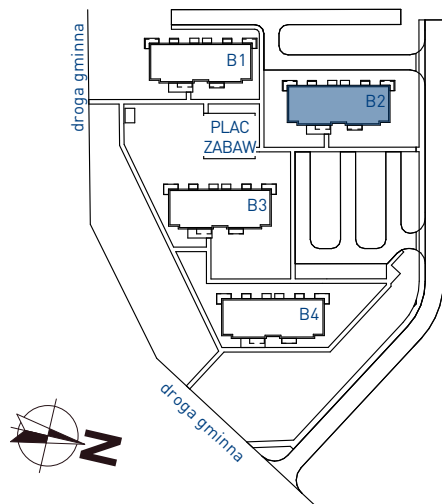 B1
B2
droga gminna
PLAC
ZABAW
B3
B4
droga gminna
N